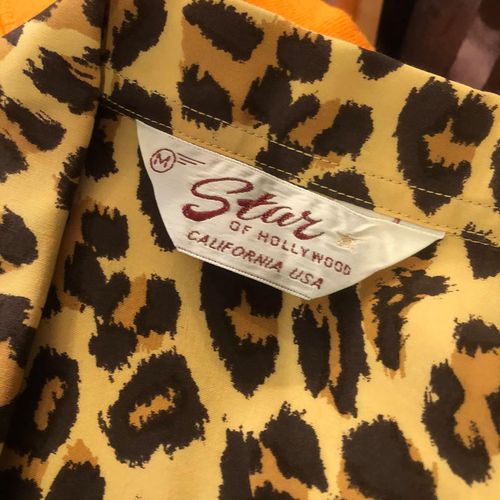 M
Star
OF HOLLYWOOD
CALIFORNIA USA